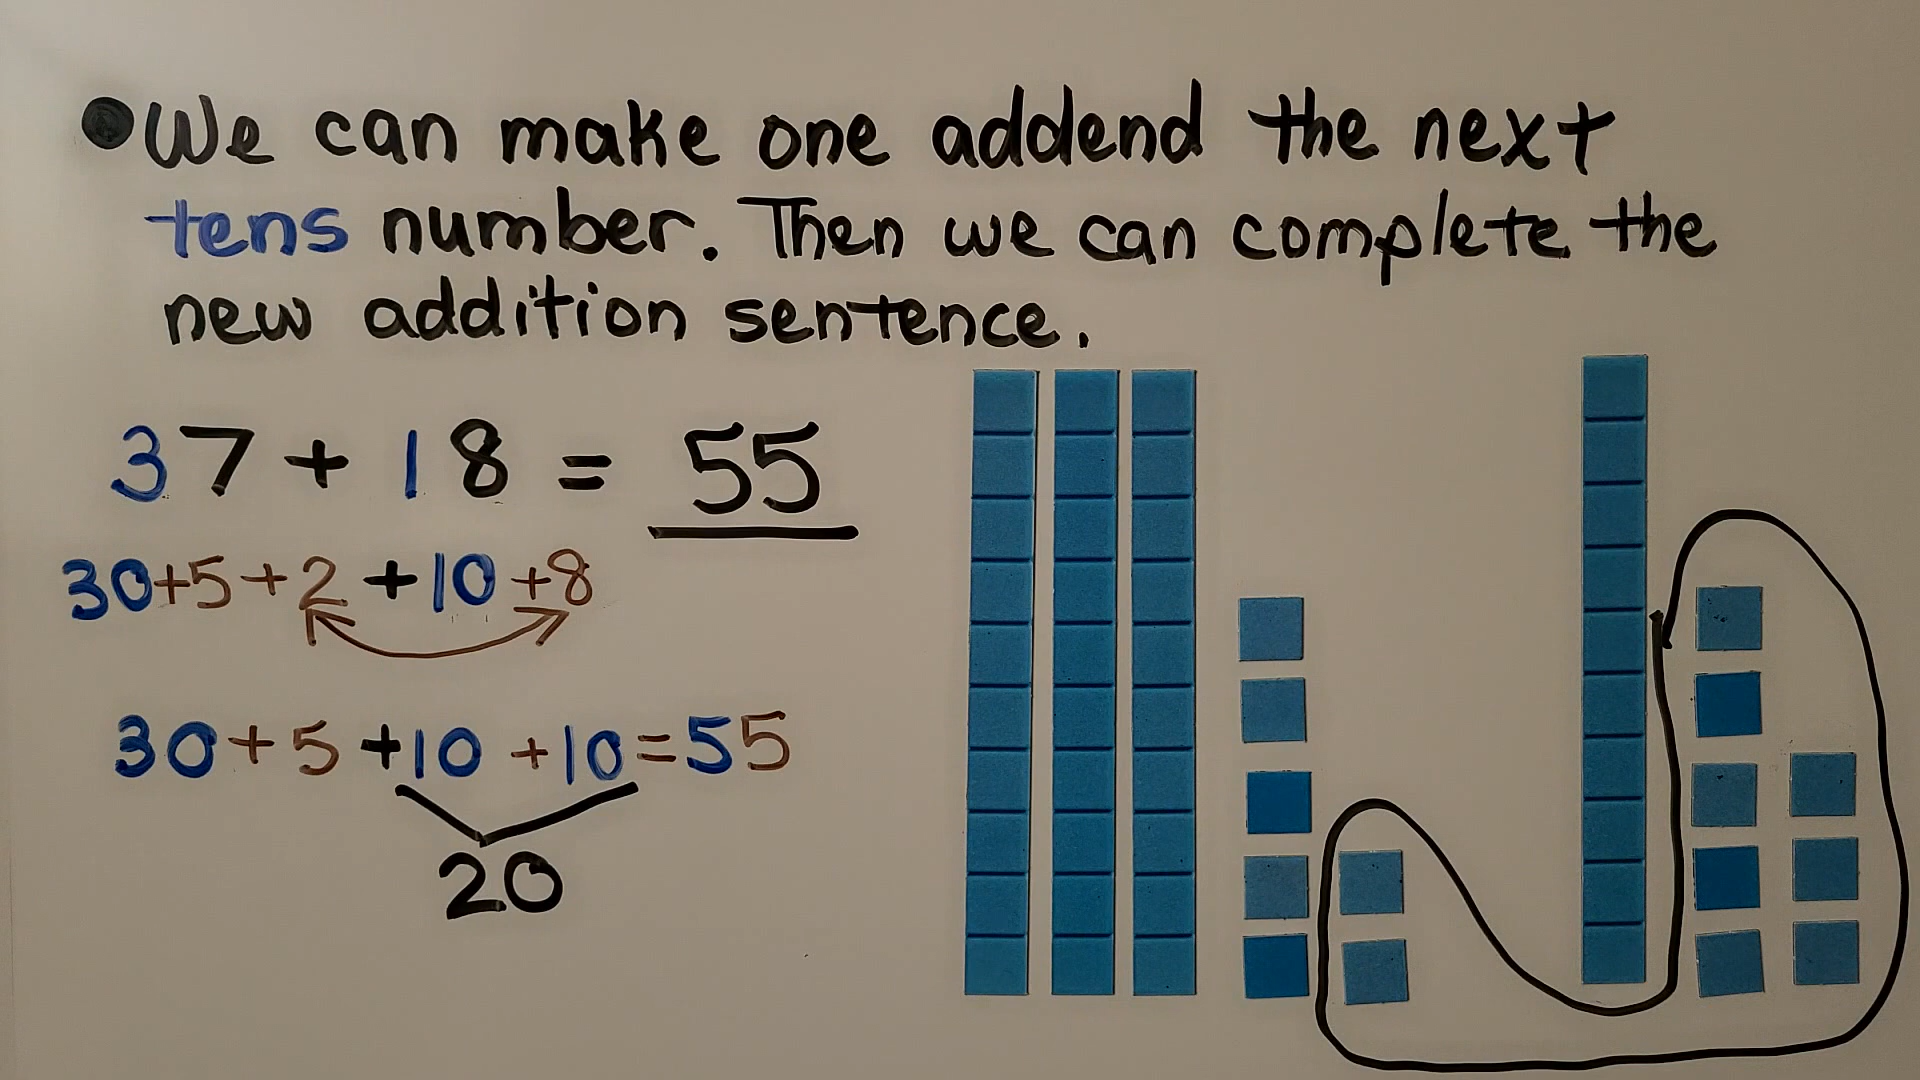 We can make one addend the next
tens number. Then we can complete the
new addition sentence.
37 + 18 = 55
30+5+2 +10 +8
30+5 +10 +10=55
20